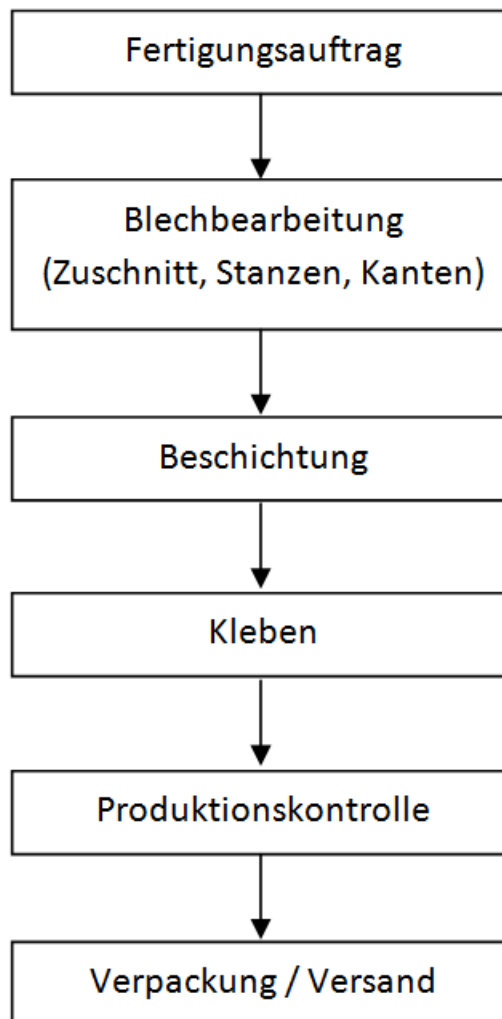 Fertigungsauftrag
Blechbearbeitung
(Zuschnitt, Stanzen, Kanten)
Beschichtung
Kleben
Produktionskontrolle
Verpackung / Versand